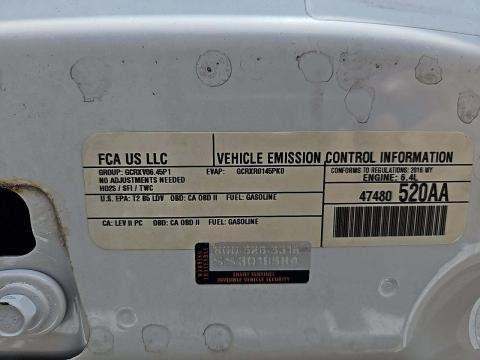 FCA US LLC
VEHICLE EMISSION CONTROL INFORMATION
GROUP: GCRXV06.45P1
EVAP: GCRXR0145PK0
CONFORMS TO REGULATIONS: 2016 MY
NO ADJUSTMENTS NEEDED
ENGINE: 6.4L
HO2S / SFI / TWC
47480 520AA
U.S. EPA: T2 B5 LDV OBD: CA OBD II FUEL: GASOLINE
CA: LEV II PC OBD: CA OBD II FUEL: GASOLINE